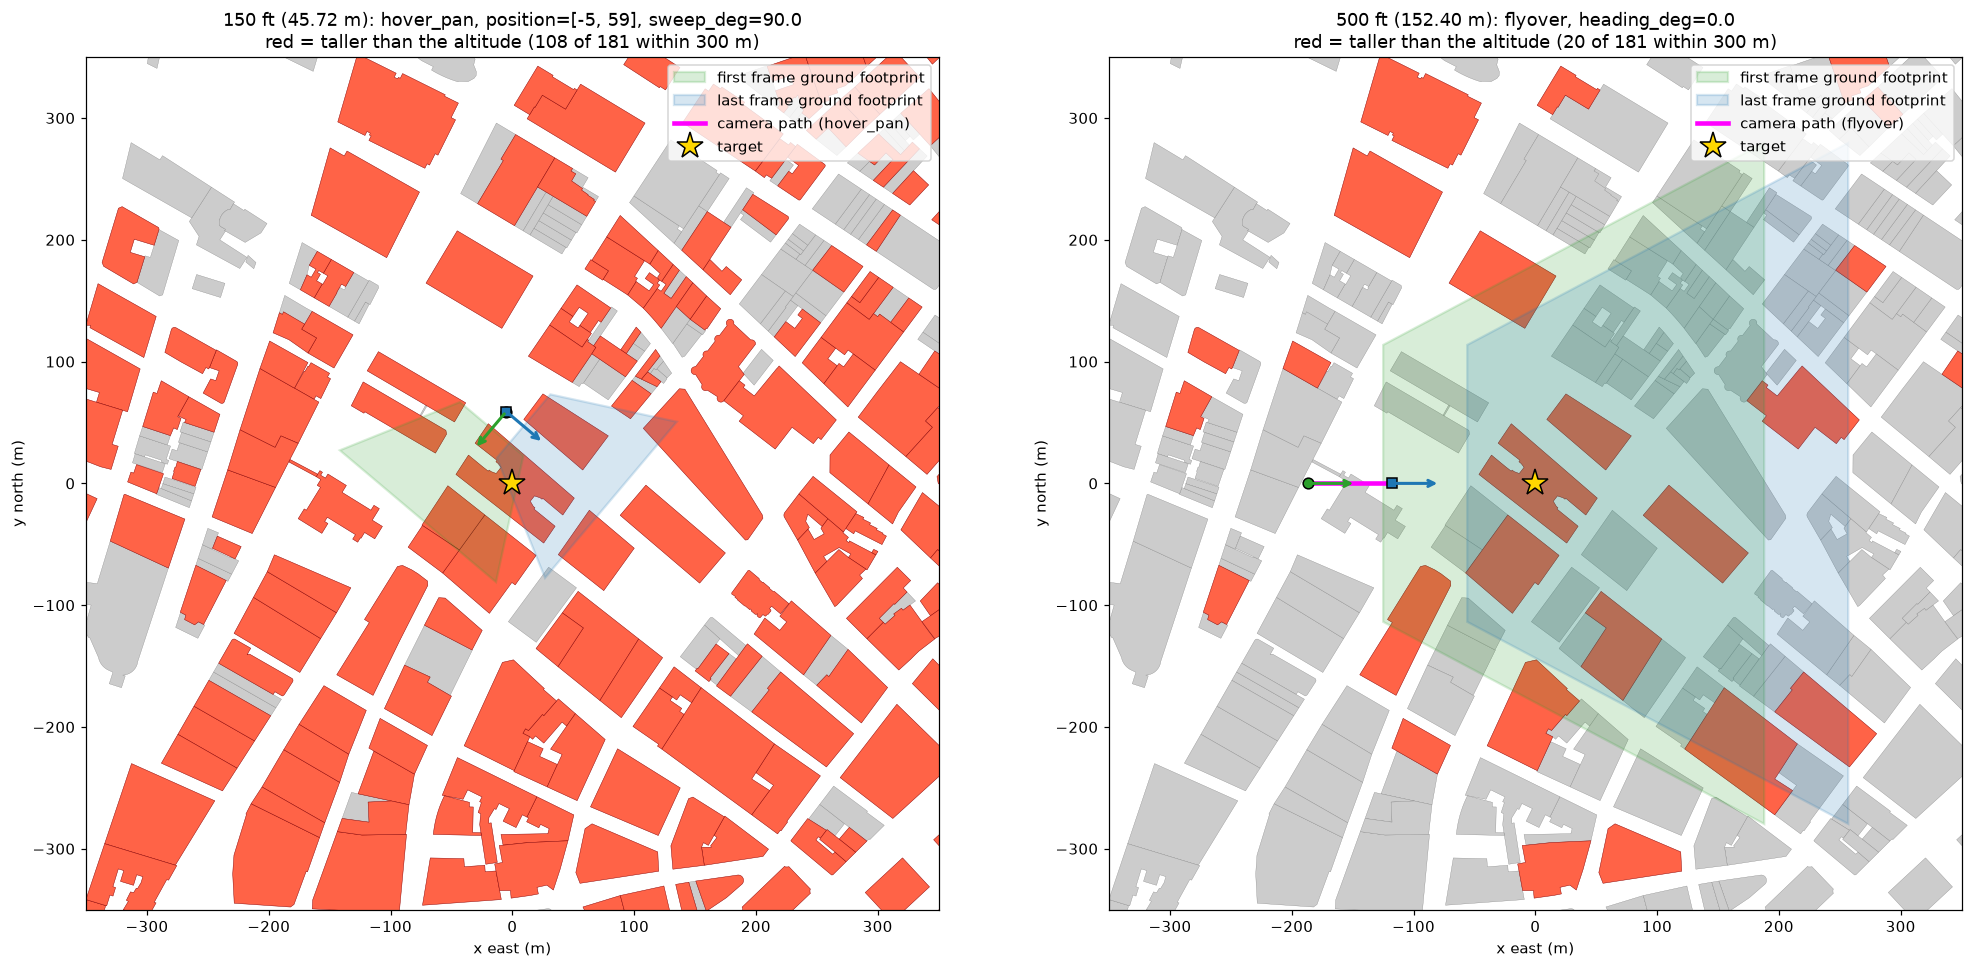 150 ft (45.72 m): hover_pan, position=[-5, 59], sweep_deg=90.0
red = taller than the altitude (108 of 181 within 300 m)
first frame ground footprint
last frame ground footprint
camera path (hover_pan)
target
300
200
100
0
−100
−200
−300
y north (m)
−300
−200
−100
0
100
200
300
x east (m)
500 ft (152.40 m): flyover, heading_deg=0.0
red = taller than the altitude (20 of 181 within 300 m)
first frame ground footprint
last frame ground footprint
camera path (flyover)
target
300
200
100
0
−100
−200
−300
y north (m)
−300
−200
−100
0
100
200
300
x east (m)